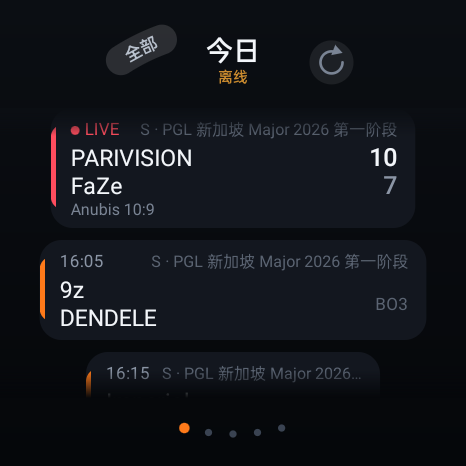 全部
今日
离线
LIVE S · PGL 新加坡 Major 2026 第一阶段
PARIVISION 10
FaZe 7
Anubis 10:9
16:05 S · PGL 新加坡 Major 2026 第一阶段
9z
DENDELE
BO3
16:15 S · PGL 新加坡 Major 2026…